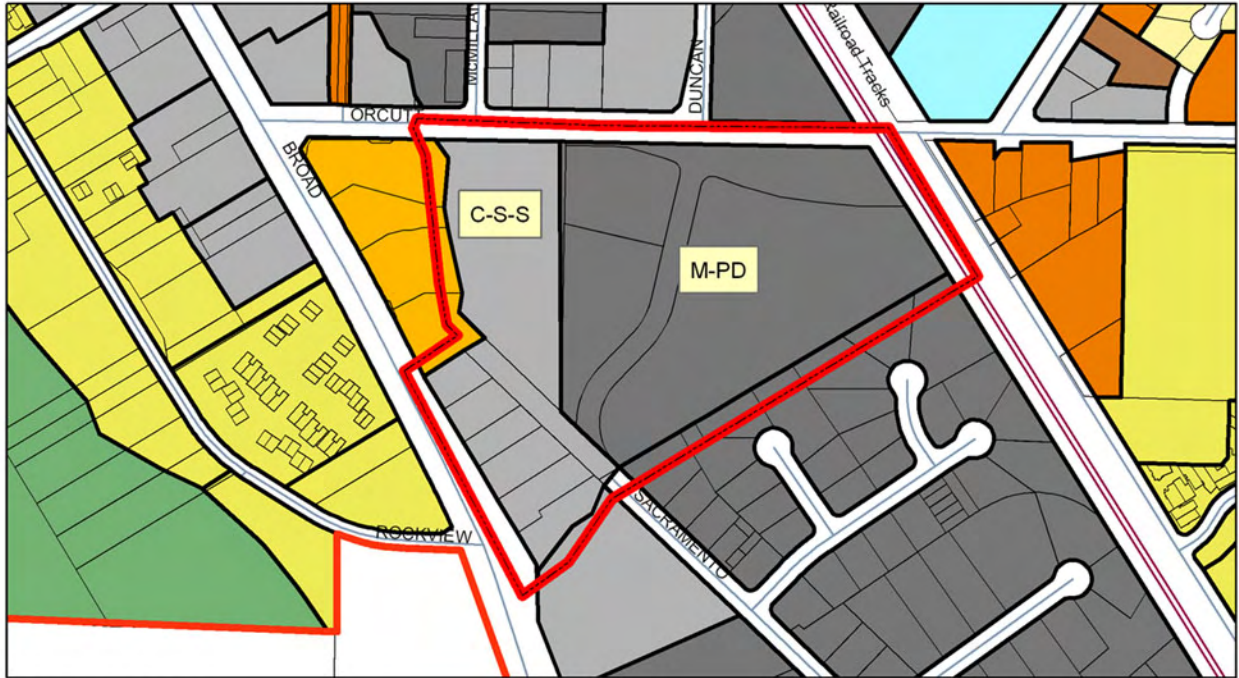 MCMILLAN
DUNCAN
Railroad Tracks
ORCUTT
BROAD
C-S-S
M-PD
ROCKVIEW
SACRAMENTO